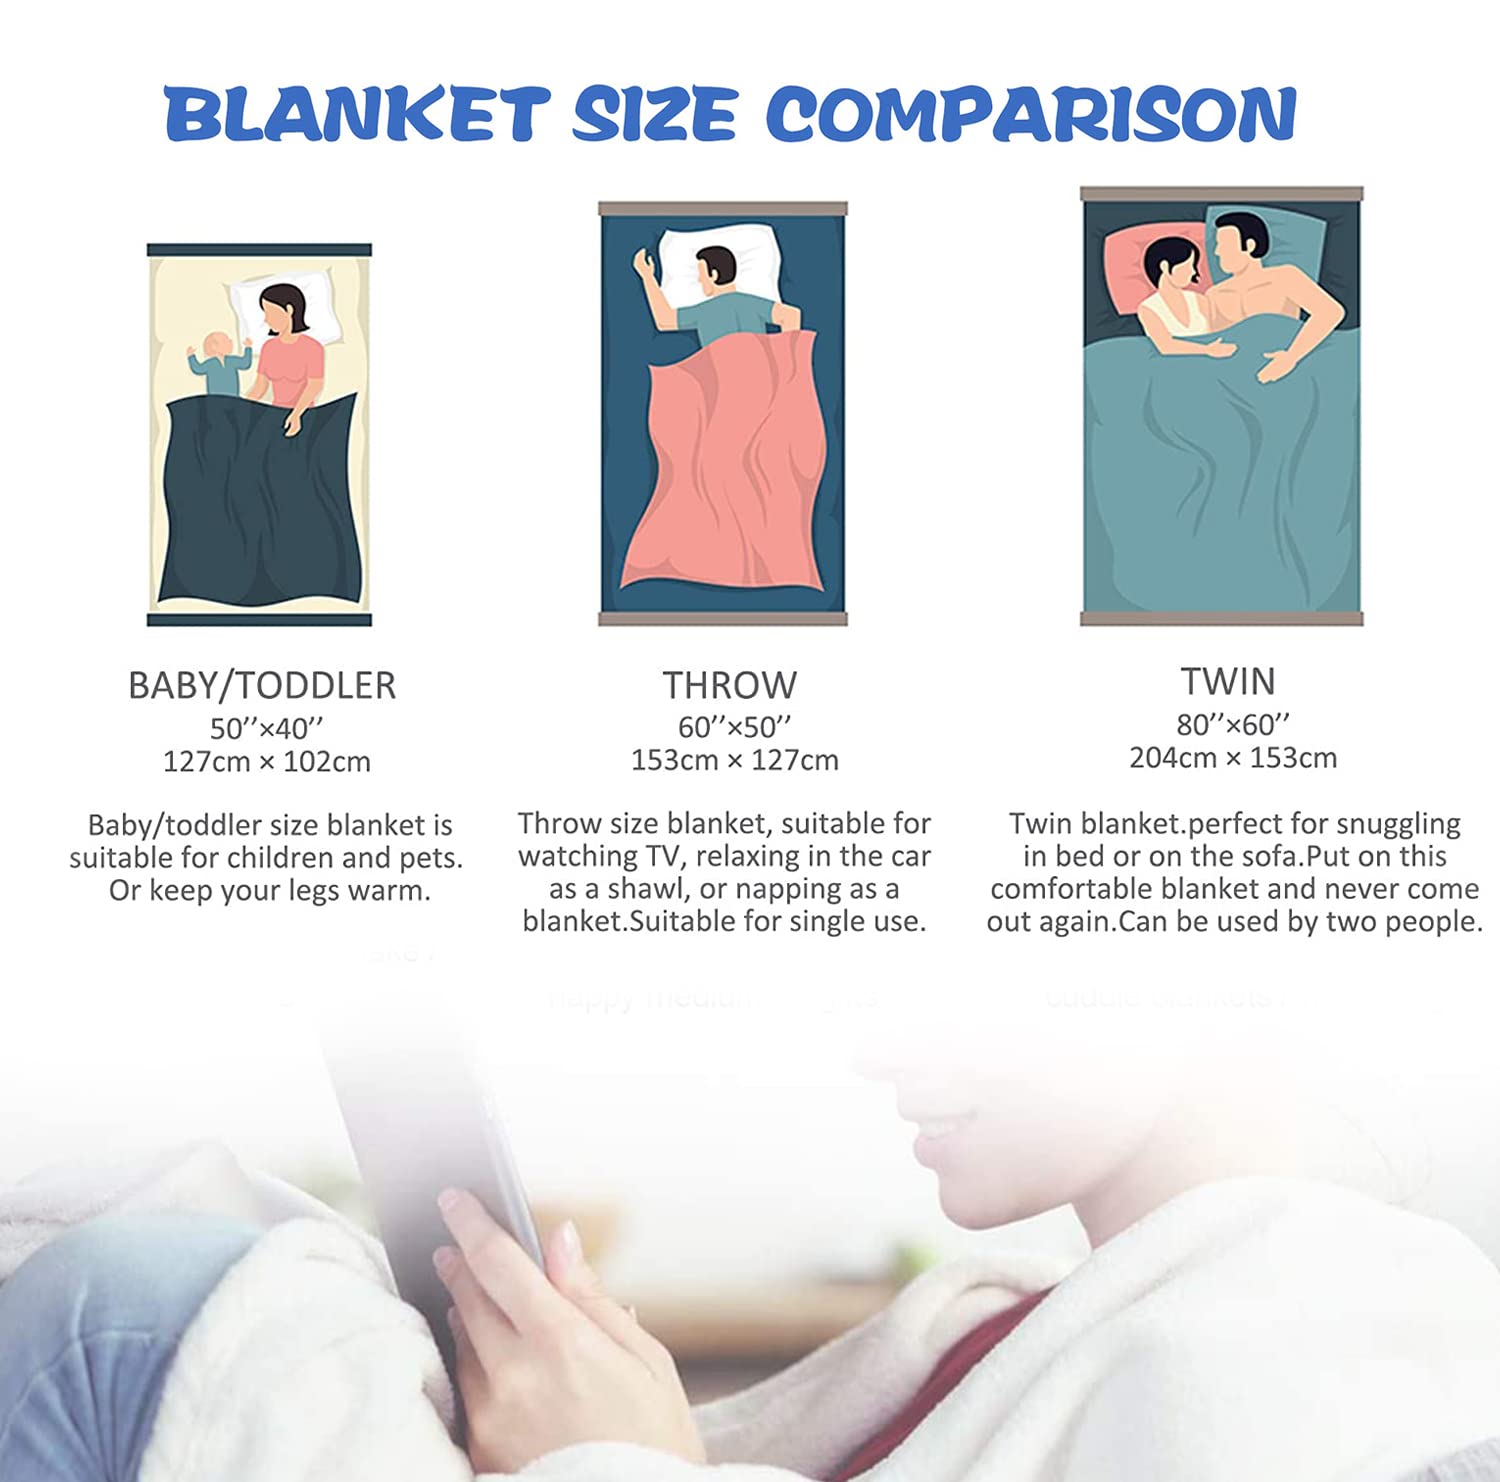 BLANKET SIZE COMPARISON
BABY/TODDLER
50’’×40’’
127cm × 102cm
Baby/toddler size blanket is
suitable for children and pets.
Or keep your legs warm.
THROW
60’’×50’’
153cm × 127cm
Throw size blanket, suitable for
watching TV, relaxing in the car
as a shawl, or napping as a
blanket.Suitable for single use.
TWIN
80’’×60’’
204cm × 153cm
Twin blanket.perfect for snuggling
in bed or on the sofa.Put on this
comfortable blanket and never come
out again.Can be used by two people.
happy medium
cuddle blankets